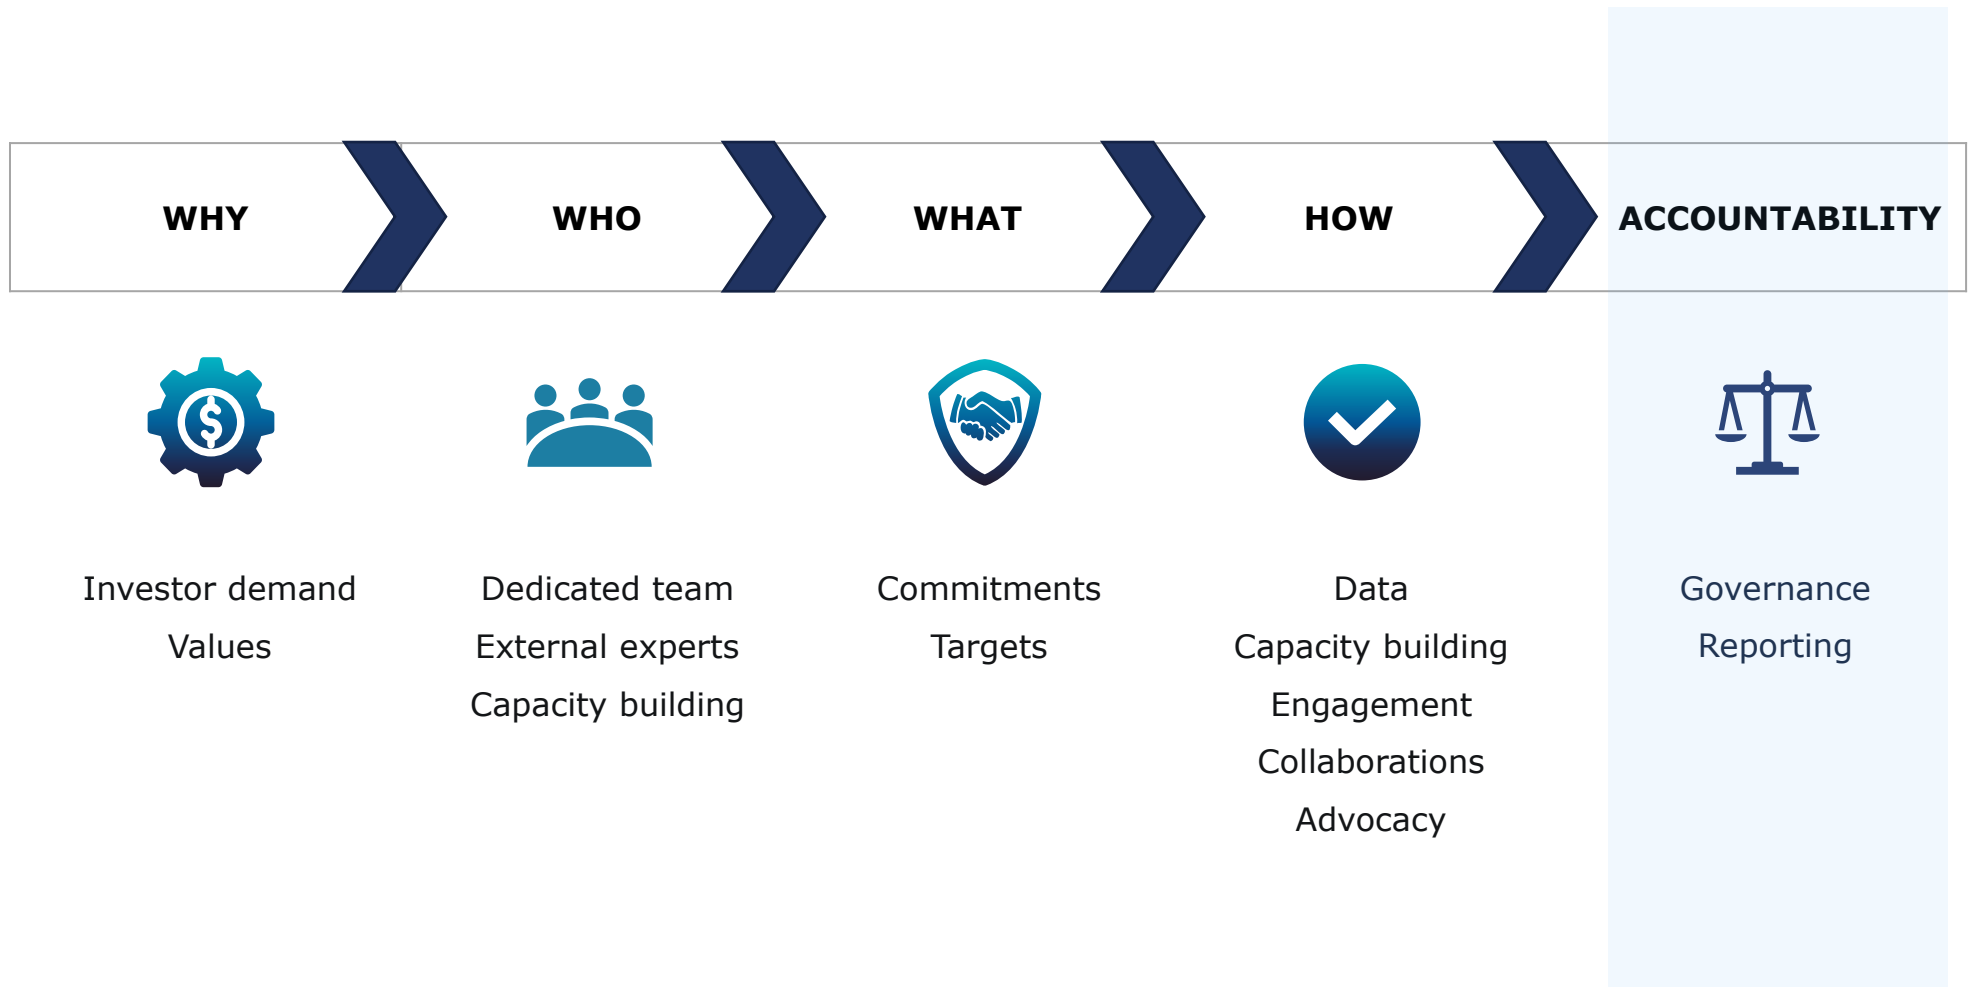 WHY
WHO
WHAT
HOW
ACCOUNTABILITY
$
Investor demand
Values
Dedicated team
External experts
Capacity building
Commitments
Targets
Data
Capacity building
Engagement
Collaborations
Advocacy
Governance
Reporting